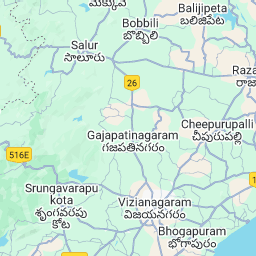 మెక్కువ
Balijipeta
బలిజిపేట
Bobbili
బొబ్బిలి
Salur
సాలూరు
26
Raza
రాజా
Cheepurupalli
చీపురుపల్లి
Gajapatinagaram
గజపతినగరం
516E
Srungavarapu
kota
శృంగవరపు
కోట
Vizianagaram
విజయనగరం
Bhogapuram
భోగాపురం